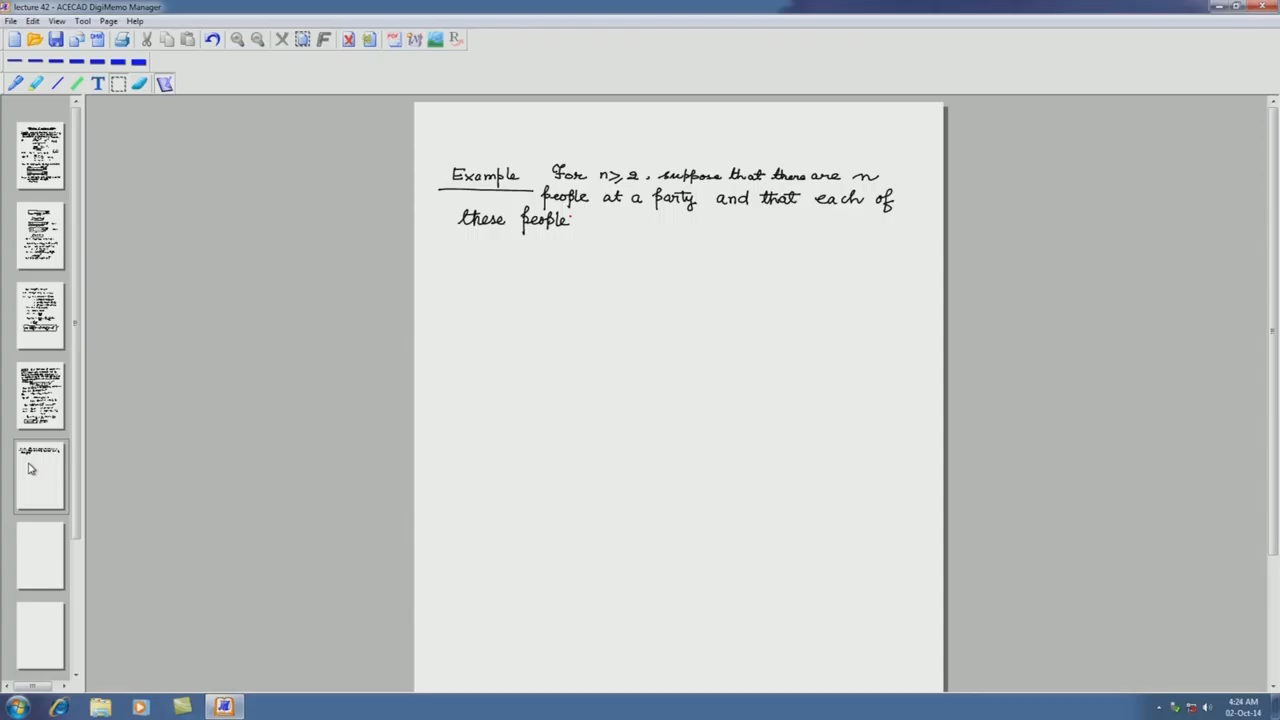 lecture 42 - ACECAD DigiMemo Manager
File Edit View Tool Page Help
Example For n ≥ 2, suppose that there are n
people at a party and that each of
these people
4:24 AM
02-Oct-14